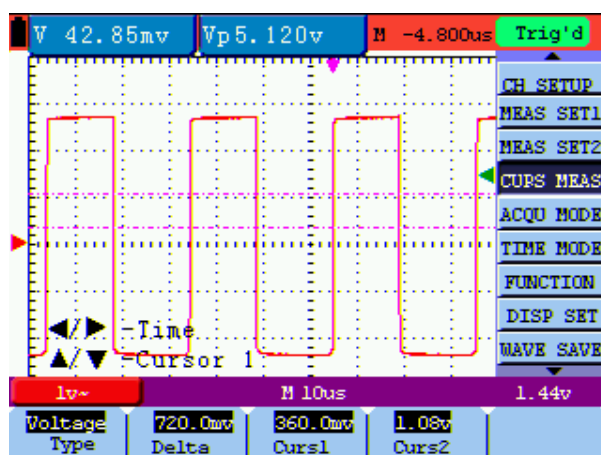 V 42.85mv Vp5.120v M -4.800us Trig'd
CH SETUP
MEAS SET1
MEAS SET2
CUPS MEAS
ACQU MODE
TIME MODE
FUNCTION
DISP SET
WAVE SAVE
◀/▶ -Time
▲/▼ -Cursor 1
1v~ M 10us 1.44v
Voltage 720.0mv 360.0mv 1.08v
Type Delta Curs1 Curs2